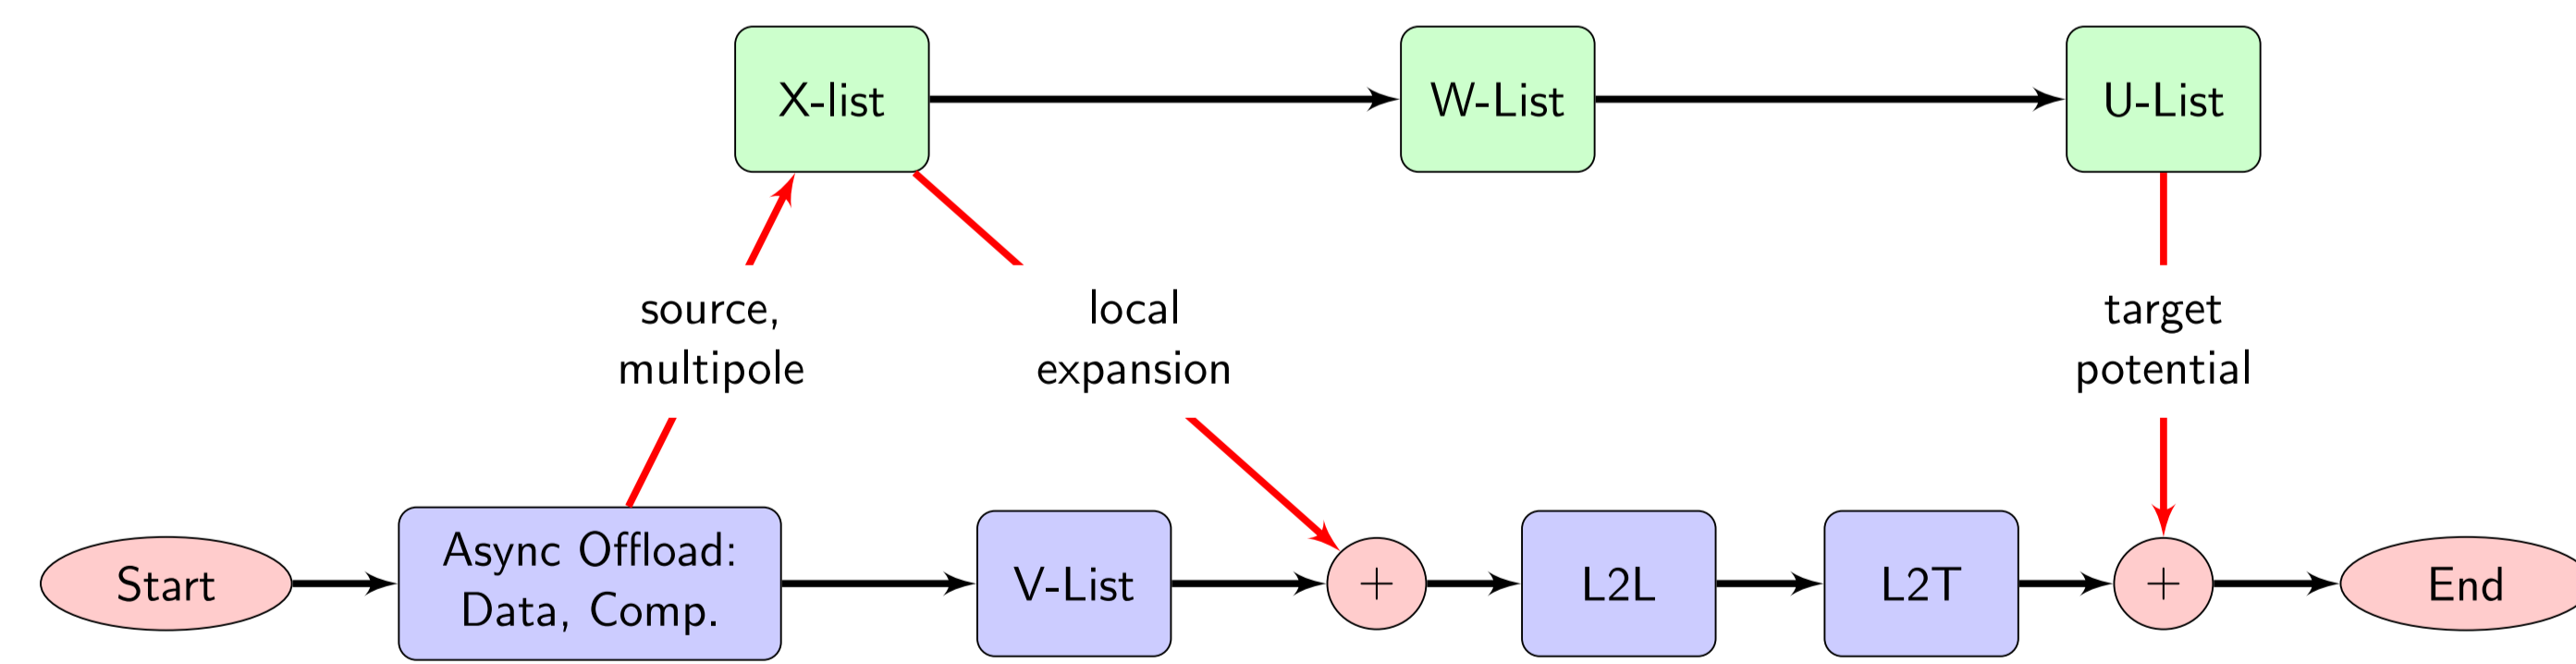 X-list
W-List
U-List
source,
multipole
local
expansion
target
potential
Start
Async Offload:
Data, Comp.
V-List
+
L2L
L2T
+
End